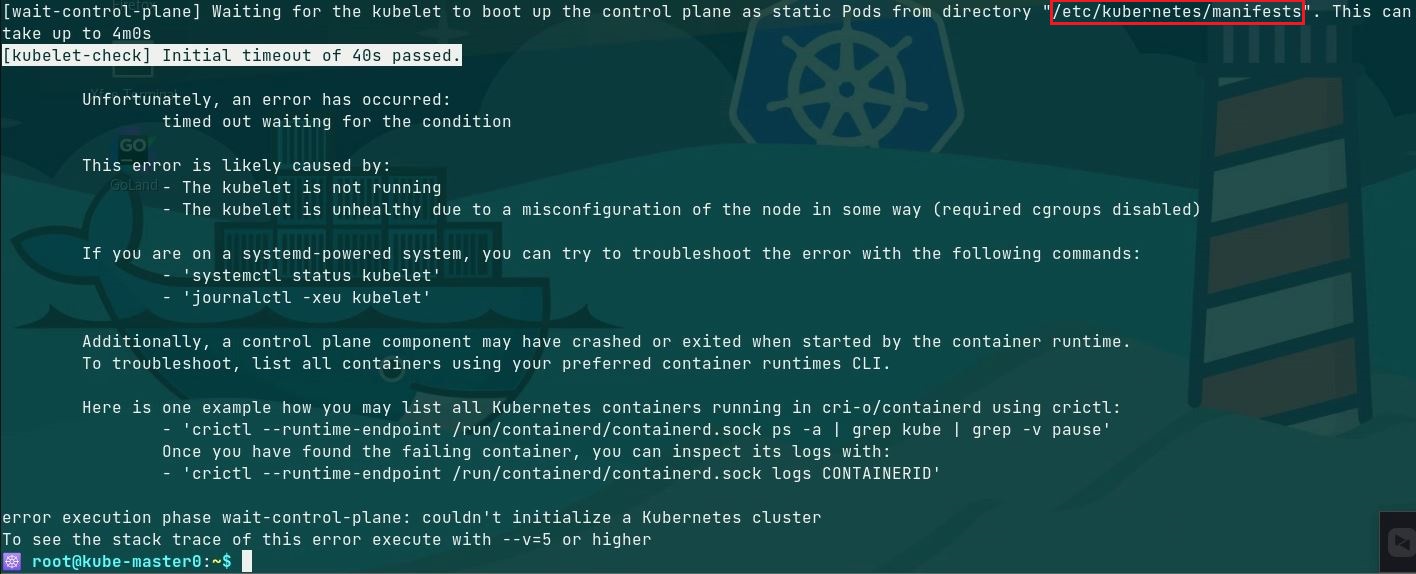 [wait-control-plane] Waiting for the kubelet to boot up the control plane as static Pods from directory "/etc/kubernetes/manifests". This can
take up to 4m0s
[kubelet-check] Initial timeout of 40s passed.
Unfortunately, an error has occurred:
timed out waiting for the condition
This error is likely caused by:
- The kubelet is not running
- The kubelet is unhealthy due to a misconfiguration of the node in some way (required cgroups disabled)
If you are on a systemd-powered system, you can try to troubleshoot the error with the following commands:
- 'systemctl status kubelet'
- 'journalctl -xeu kubelet'
Additionally, a control plane component may have crashed or exited when started by the container runtime.
To troubleshoot, list all containers using your preferred container runtimes CLI.
Here is one example how you may list all Kubernetes containers running in cri-o/containerd using crictl:
- 'crictl --runtime-endpoint /run/containerd/containerd.sock ps -a | grep kube | grep -v pause'
Once you have found the failing container, you can inspect its logs with:
- 'crictl --runtime-endpoint /run/containerd/containerd.sock logs CONTAINERID'
error execution phase wait-control-plane: couldn't initialize a Kubernetes cluster
To see the stack trace of this error execute with --v=5 or higher
root@kube-master0:~$
GO
GoLand